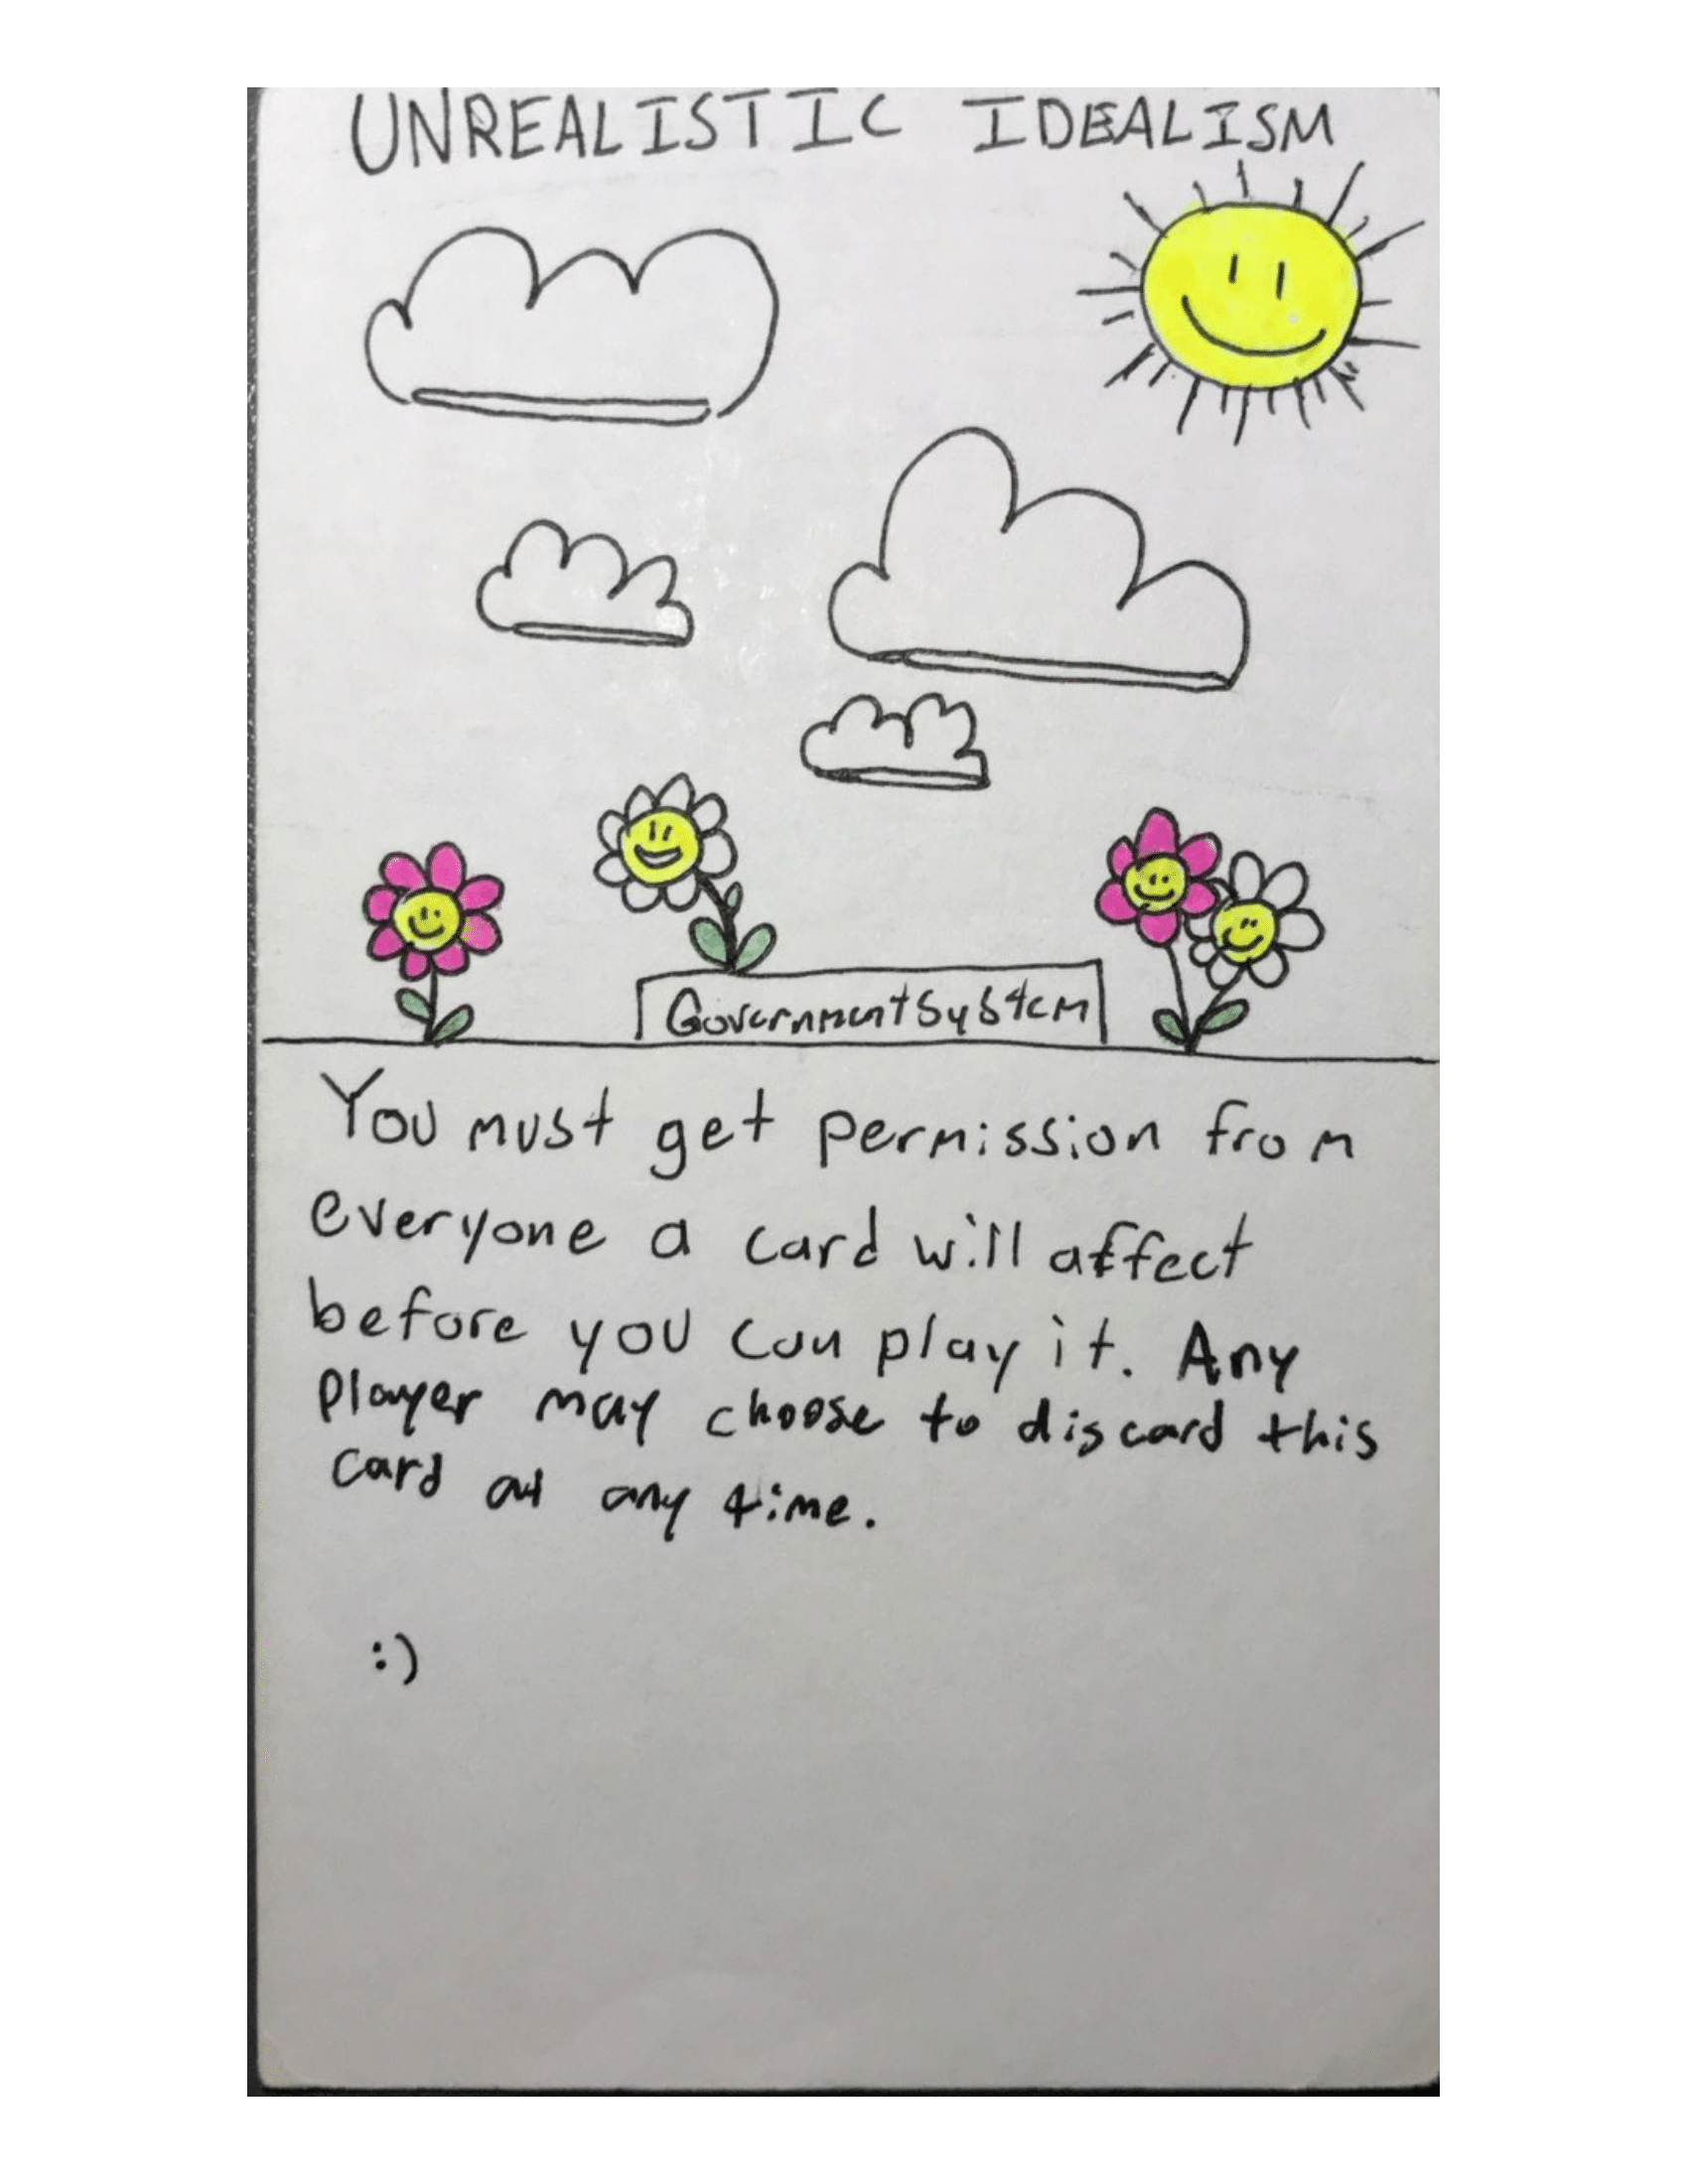 UNREALISTIC IDEALISM
Government System
You must get permission from
everyone a card will affect
before you can play it. Any
player may choose to discard this
card at any time.
:)